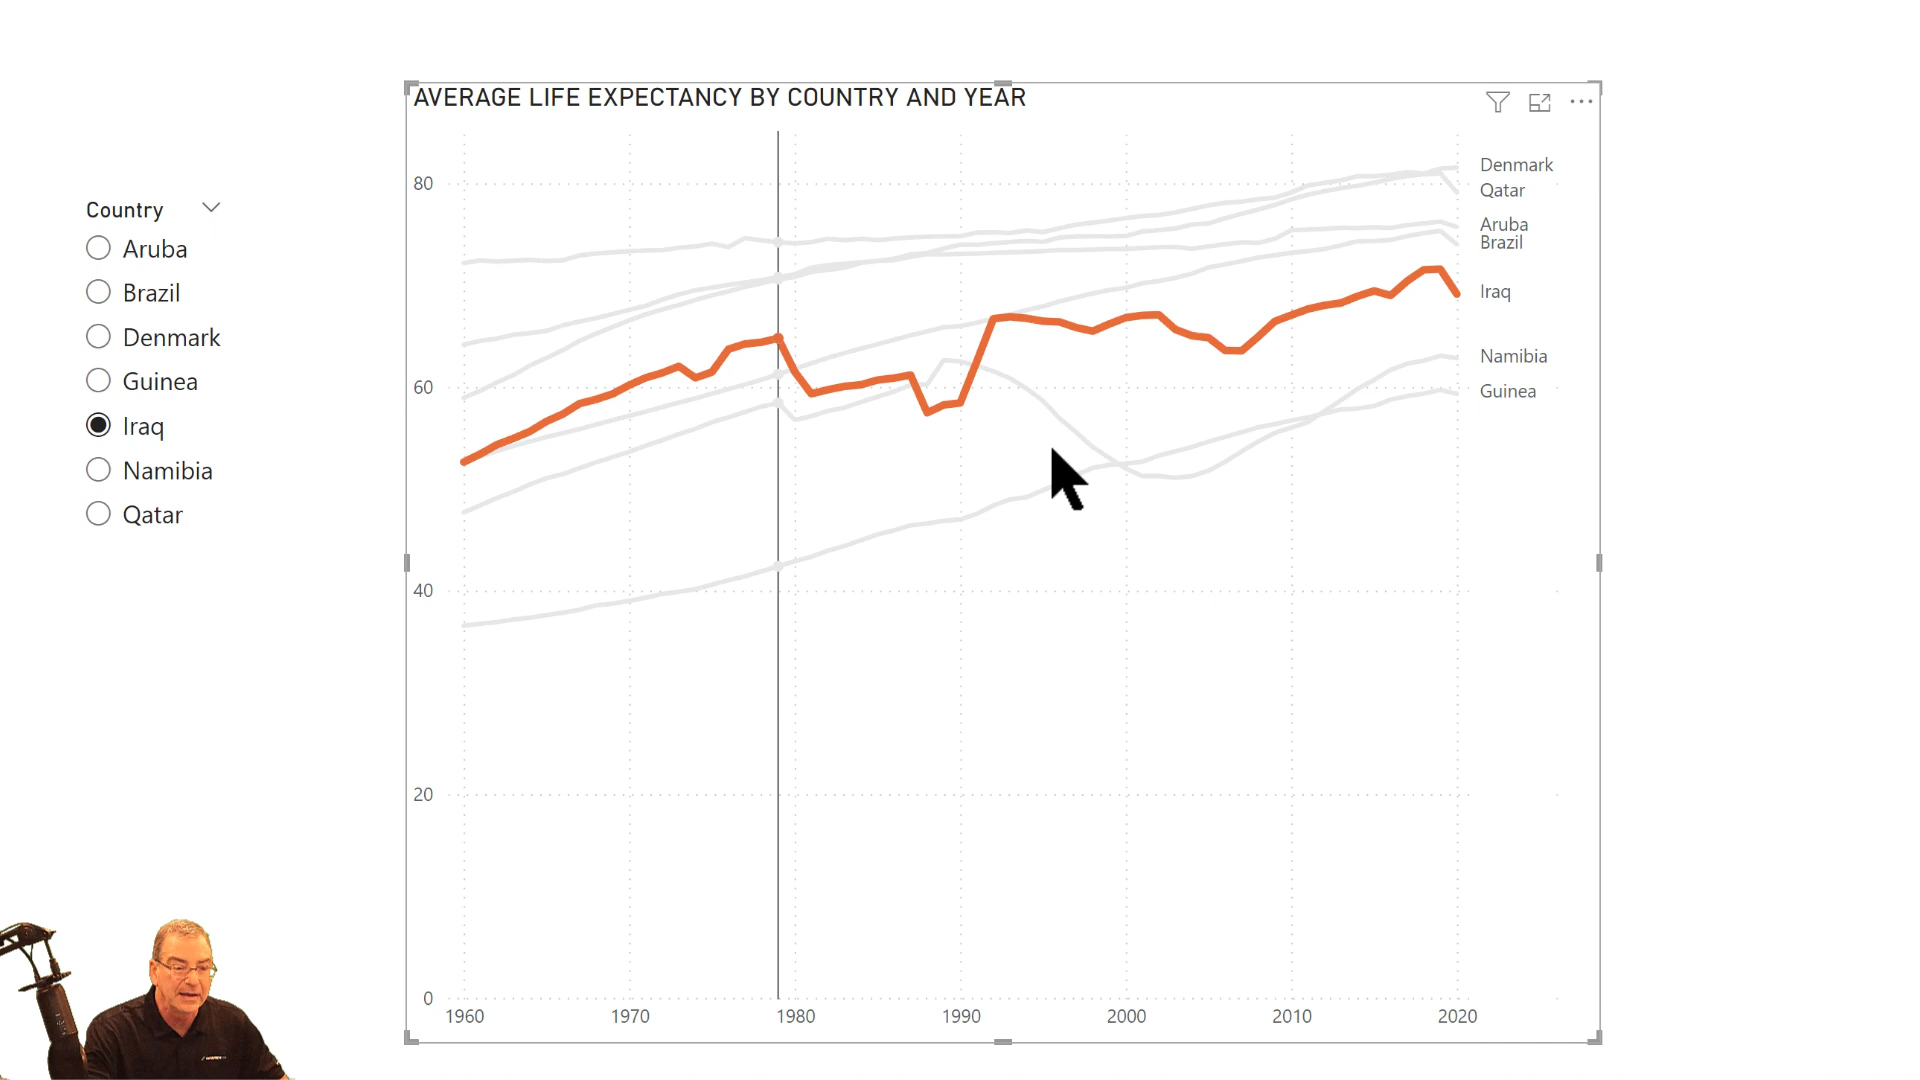 AVERAGE LIFE EXPECTANCY BY COUNTRY AND YEAR
Country
Aruba
Brazil
Denmark
Guinea
Iraq
Namibia
Qatar
80
60
40
20
0
1960 1970 1980 1990 2000 2010 2020
Denmark
Qatar
Aruba
Brazil
Iraq
Namibia
Guinea